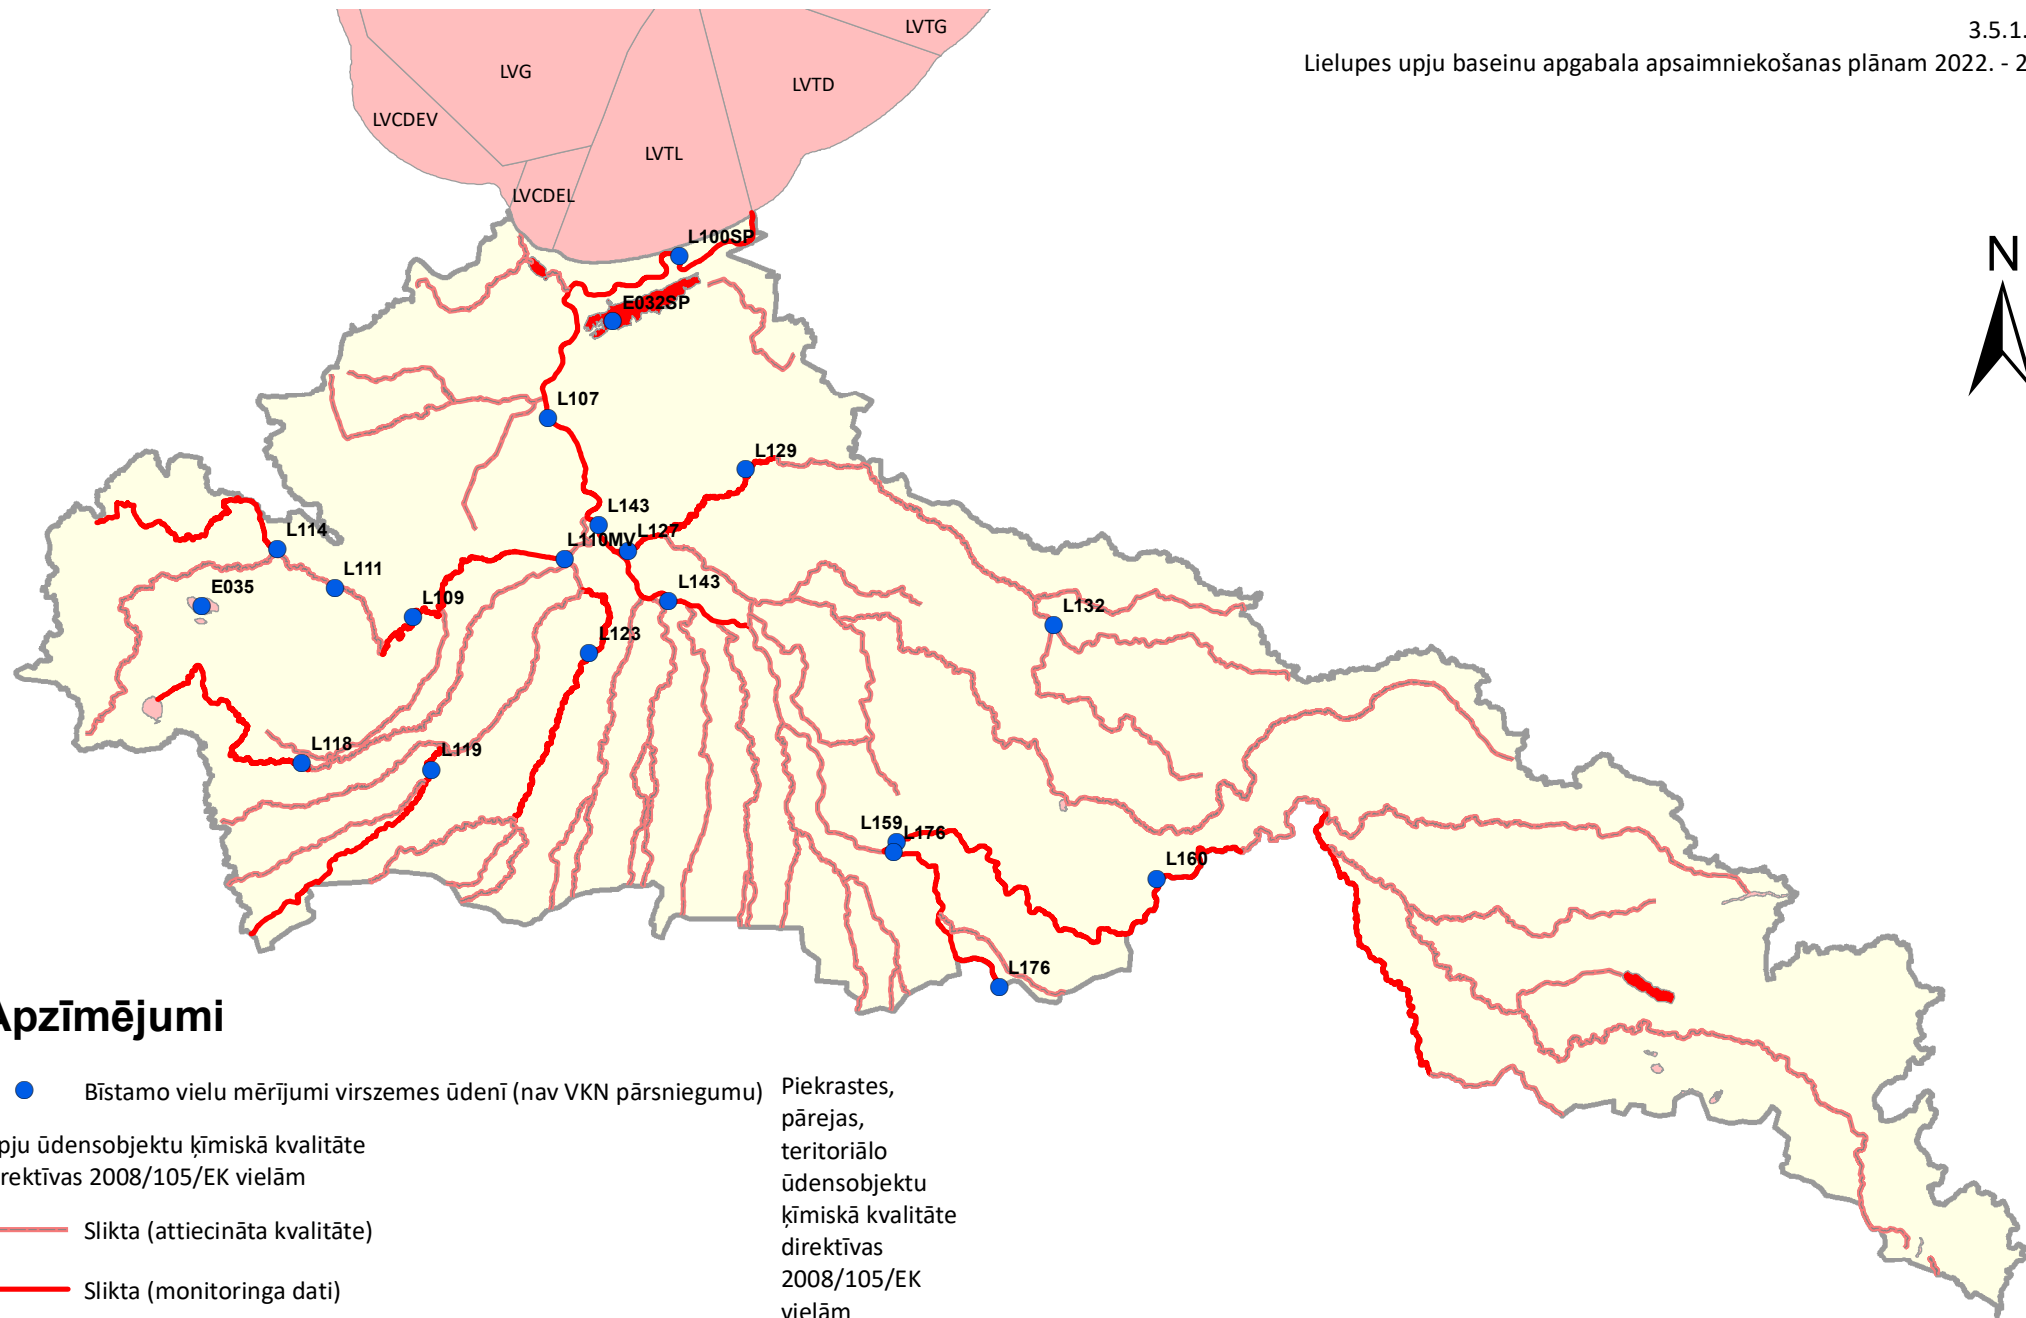 3.5.1.
Lielupes upju baseinu apgabala apsaimniekošanas plānam 2022. - 2
LVTG
LVG
LVTD
LVCDEV
LVTL
LVCDEL
L100SP
N
E032SP
L107
L129
L143
L127
L110MV
L114
L111
E035
L109
L143
L132
L123
L118
L119
L159
L176
L160
L176
Apzīmējumi
Bīstamo vielu mērījumi virszemes ūdenī (nav VKN pārsniegumu)
pju ūdensobjektu ķīmiskā kvalitāte
rektīvas 2008/105/EK vielām
Slikta (attiecināta kvalitāte)
Slikta (monitoringa dati)
Piekrastes,
pārejas,
teritoriālo
ūdensobjektu
ķīmiskā kvalitāte
direktīvas
2008/105/EK
vielām